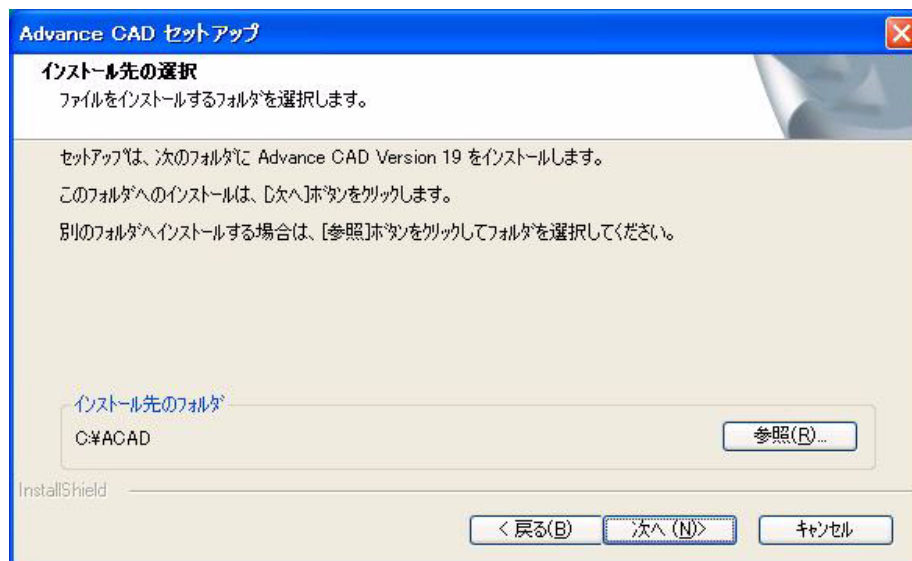 Advance CAD セットアップ
インストール先の選択
ファイルをインストールするフォルダを選択します。
セットアップは、次のフォルダに Advance CAD Version 19 をインストールします。
このフォルダへのインストールは、[次へ]ボタンをクリックします。
別のフォルダへインストールする場合は、[参照]ボタンをクリックしてフォルダを選択してください。
インストール先のフォルダ
C:¥ACAD
参照(R)...
InstallShield
< 戻る(B)
次へ (N)>
キャンセル